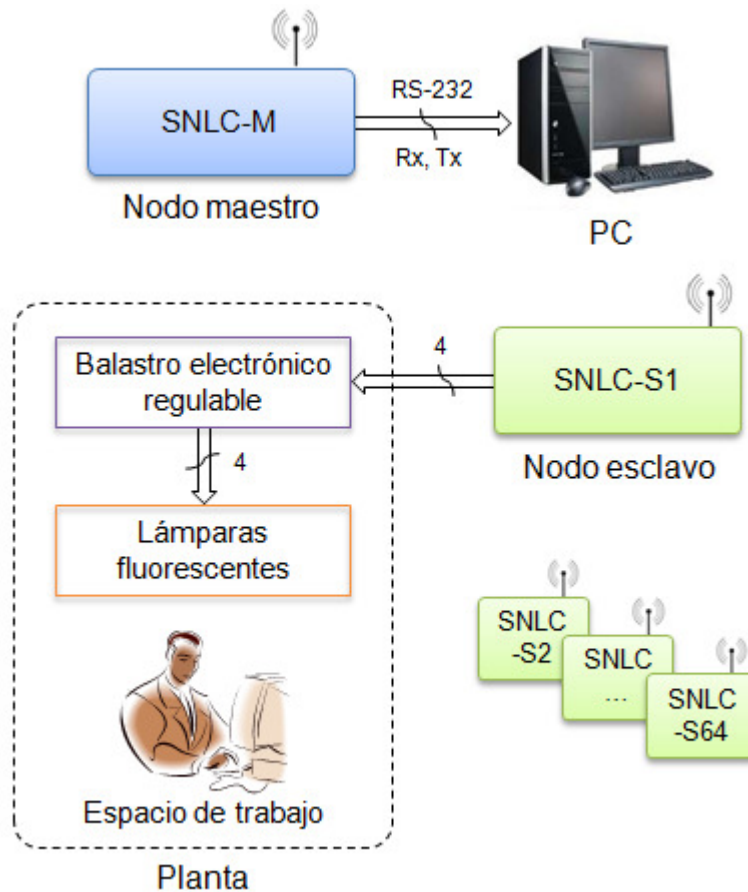 SNLC-M
RS-232
Rx, Tx
Nodo maestro
PC
Balastro electrónico
regulable
4
SNLC-S1
Nodo esclavo
4
Lámparas
fluorescentes
SNLC
-S2
SNLC
...
SNLC
-S64
Espacio de trabajo
Planta